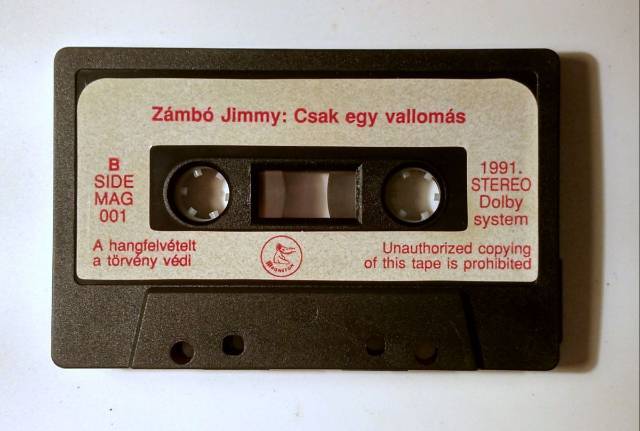 Zámbó Jimmy: Csak egy vallomás
B
SIDE
MAG
001
1991.
STEREO
Dolby
system
A hangfelvételt
a törvény védi
MAGNEOTON
Unauthorized copying
of this tape is prohibited